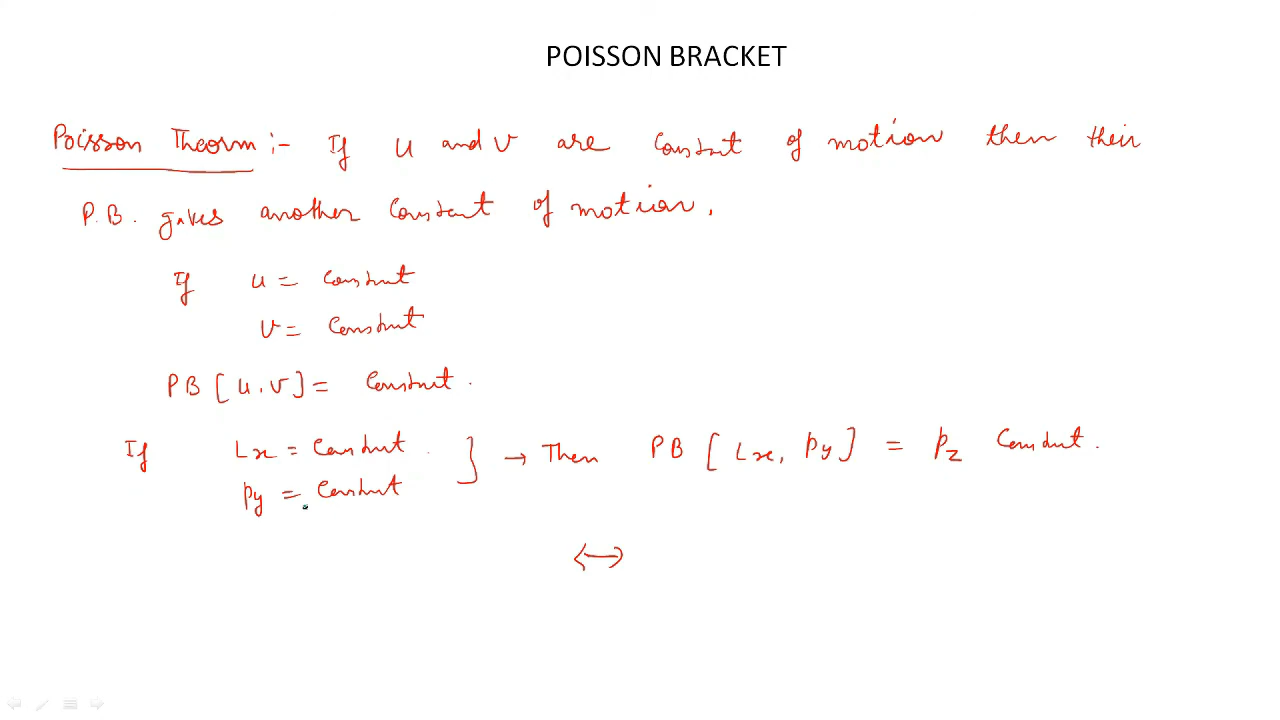 POISSON BRACKET
Poisson Theorm :- If u and v are constant of motion then their
P.B. gives another constant of motion.
If u = constant
v = constant
PB [u, v] = constant.
If Lx = constant
py = constant
} → Then PB [Lx, py] = pz constant.
↔